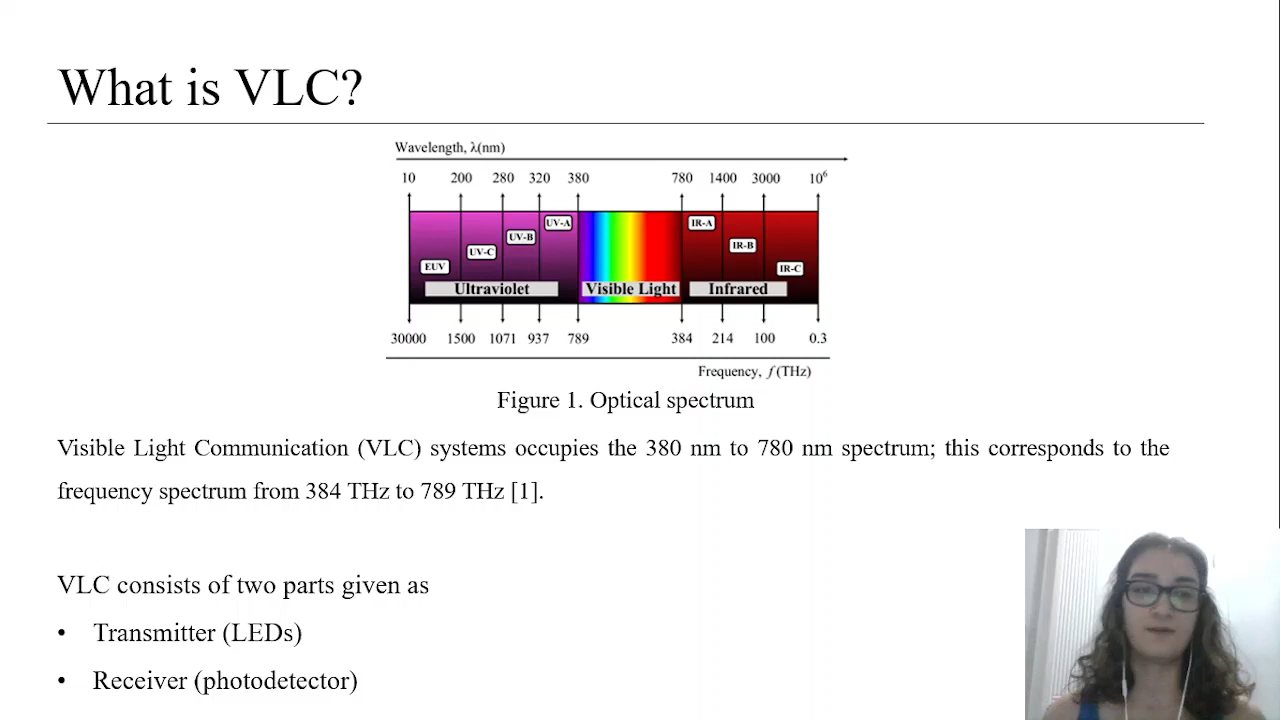 What is VLC?
Wavelength, λ(nm)
10 200 280 320 380 780 1400 3000 10⁶
UV-A IR-A
UV-B IR-B
UV-C
EUV IR-C
Ultraviolet Visible Light Infrared
30000 1500 1071 937 789 384 214 100 0.3
Frequency, f (THz)
Figure 1. Optical spectrum
Visible Light Communication (VLC) systems occupies the 380 nm to 780 nm spectrum; this corresponds to the
frequency spectrum from 384 THz to 789 THz [1].
VLC consists of two parts given as
• Transmitter (LEDs)
• Receiver (photodetector)